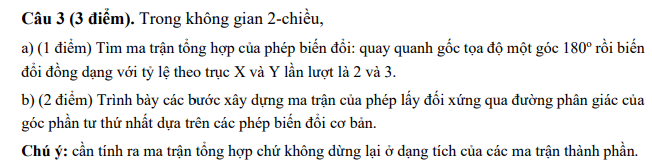 Câu 3 (3 điểm). Trong không gian 2-chiều,
a) (1 điểm) Tìm ma trận tổng hợp của phép biến đổi: quay quanh gốc tọa độ một góc 180° rồi biến
đổi đồng dạng với tỷ lệ theo trục X và Y lần lượt là 2 và 3.
b) (2 điểm) Trình bày các bước xây dựng ma trận của phép lấy đối xứng qua đường phân giác của
góc phần tư thứ nhất dựa trên các phép biến đổi cơ bản.
Chú ý: cần tính ra ma trận tổng hợp chứ không dừng lại ở dạng tích của các ma trận thành phần.